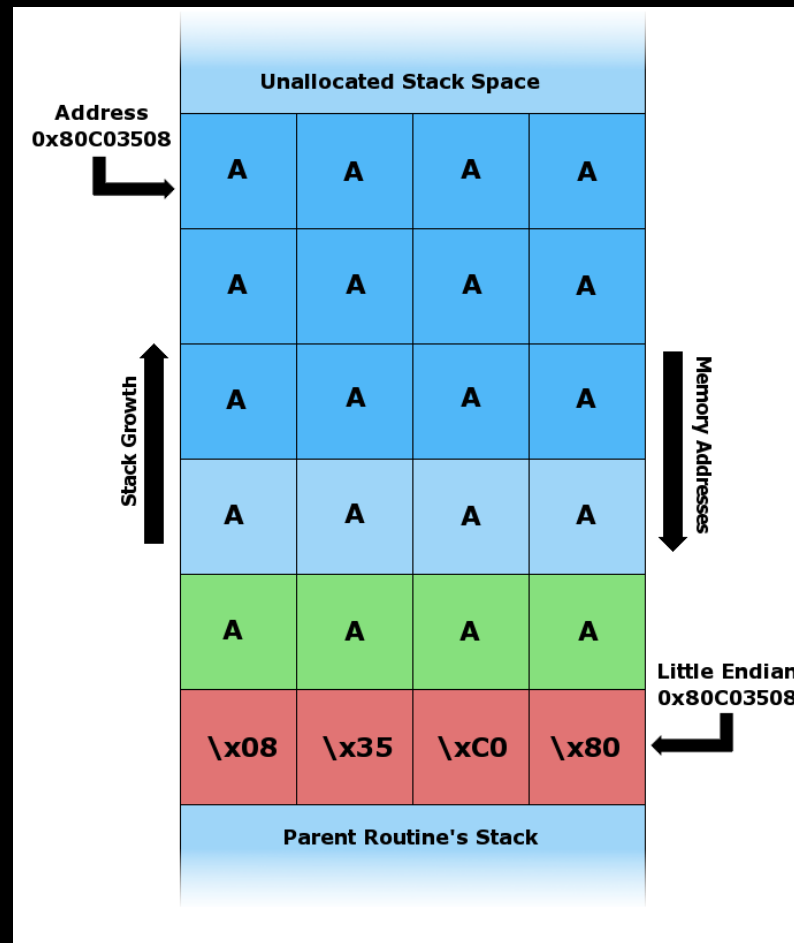 Unallocated Stack Space
Address
0x80C03508
A A A A
A A A A
A A A A
Stack Growth
Memory Addresses
A A A A
A A A A
Little Endian
0x80C03508
\x08 \x35 \xC0 \x80
Parent Routine's Stack